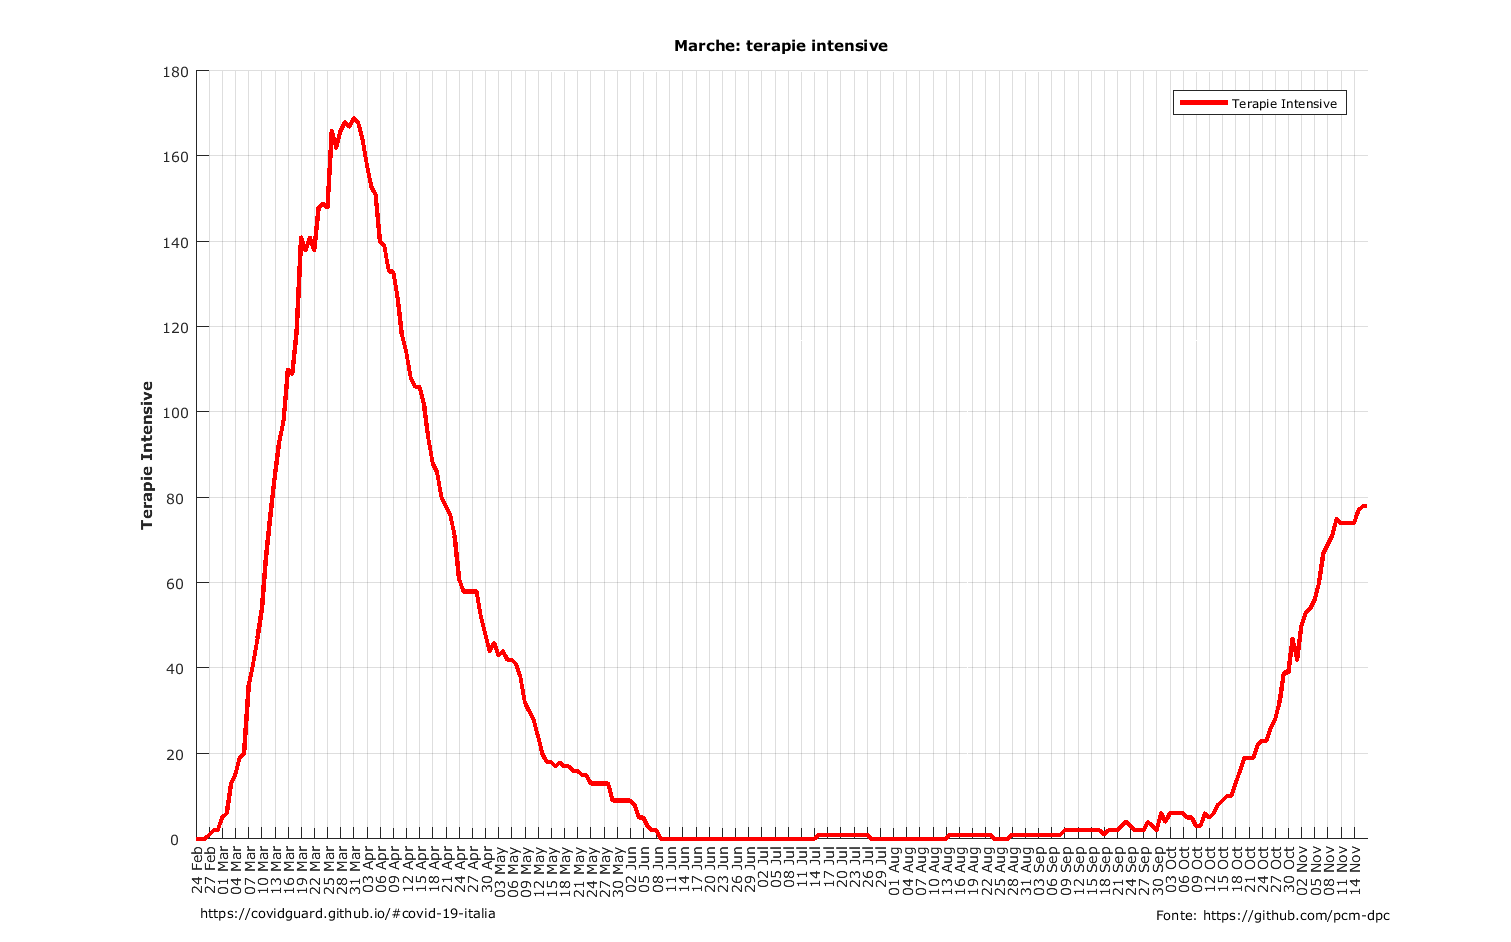 Marche: terapie intensive
Terapie Intensive
Terapie Intensive
180
160
140
120
100
80
60
40
20
0
24 Feb
27 Feb
01 Mar
04 Mar
07 Mar
10 Mar
13 Mar
16 Mar
19 Mar
22 Mar
25 Mar
28 Mar
31 Mar
03 Apr
06 Apr
09 Apr
12 Apr
15 Apr
18 Apr
21 Apr
24 Apr
27 Apr
30 Apr
03 May
06 May
09 May
12 May
15 May
18 May
21 May
24 May
27 May
30 May
02 Jun
05 Jun
08 Jun
11 Jun
14 Jun
17 Jun
20 Jun
23 Jun
26 Jun
29 Jun
02 Jul
05 Jul
08 Jul
11 Jul
14 Jul
17 Jul
20 Jul
23 Jul
26 Jul
29 Jul
01 Aug
04 Aug
07 Aug
10 Aug
13 Aug
16 Aug
19 Aug
22 Aug
25 Aug
28 Aug
31 Aug
03 Sep
06 Sep
09 Sep
12 Sep
15 Sep
18 Sep
21 Sep
24 Sep
27 Sep
30 Sep
03 Oct
06 Oct
09 Oct
12 Oct
15 Oct
18 Oct
21 Oct
24 Oct
27 Oct
30 Oct
02 Nov
05 Nov
08 Nov
11 Nov
14 Nov
https://covidguard.github.io/#covid-19-italia
Fonte: https://github.com/pcm-dpc